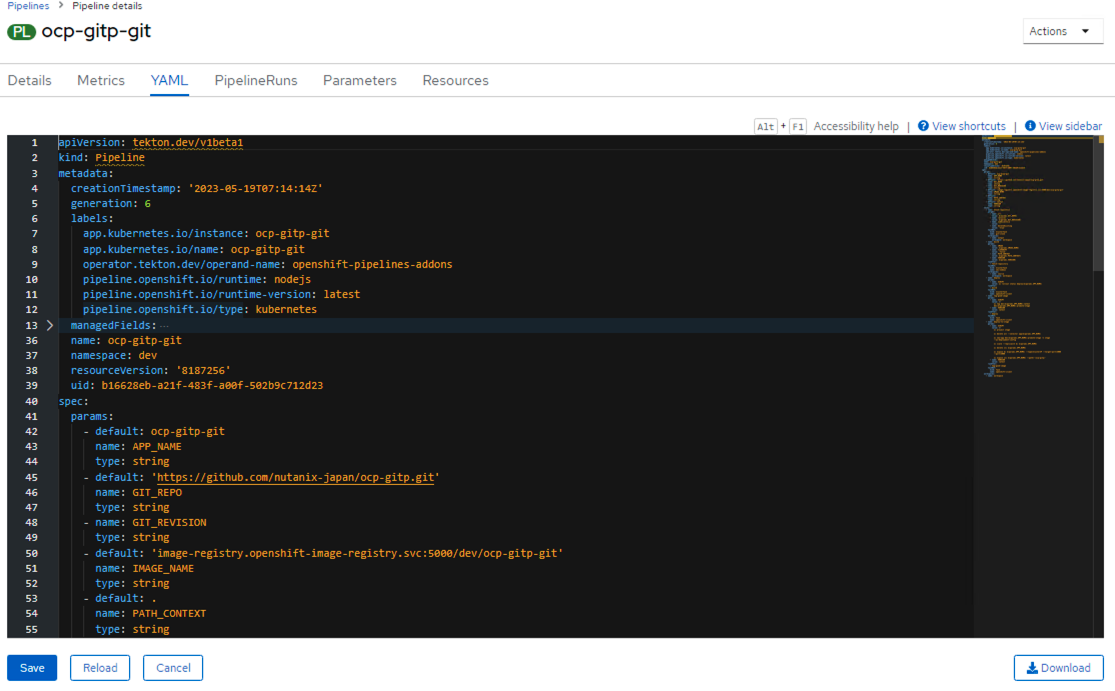 Pipelines > Pipeline details
PL ocp-gitp-git
Actions
Details Metrics YAML PipelineRuns Parameters Resources
Alt + F1 Accessibility help | View shortcuts | View sidebar
1 apiVersion: tekton.dev/v1beta1
2 kind: Pipeline
3 metadata:
4 creationTimestamp: '2023-05-19T07:14:14Z'
5 generation: 6
6 labels:
7 app.kubernetes.io/instance: ocp-gitp-git
8 app.kubernetes.io/name: ocp-gitp-git
9 operator.tekton.dev/operand-name: openshift-pipelines-addons
10 pipeline.openshift.io/runtime: nodejs
11 pipeline.openshift.io/runtime-version: latest
12 pipeline.openshift.io/type: kubernetes
13 > managedFields: ...
36 name: ocp-gitp-git
37 namespace: dev
38 resourceVersion: '8187256'
39 uid: b16628eb-a21f-483f-a00f-502b9c712d23
40 spec:
41 params:
42 - default: ocp-gitp-git
43 name: APP_NAME
44 type: string
45 - default: 'https://github.com/nutanix-japan/ocp-gitp.git'
46 name: GIT_REPO
47 type: string
48 - name: GIT_REVISION
49 type: string
50 - default: 'image-registry.openshift-image-registry.svc:5000/dev/ocp-gitp-git'
51 name: IMAGE_NAME
52 type: string
53 - default: .
54 name: PATH_CONTEXT
55 type: string
Save Reload Cancel Download